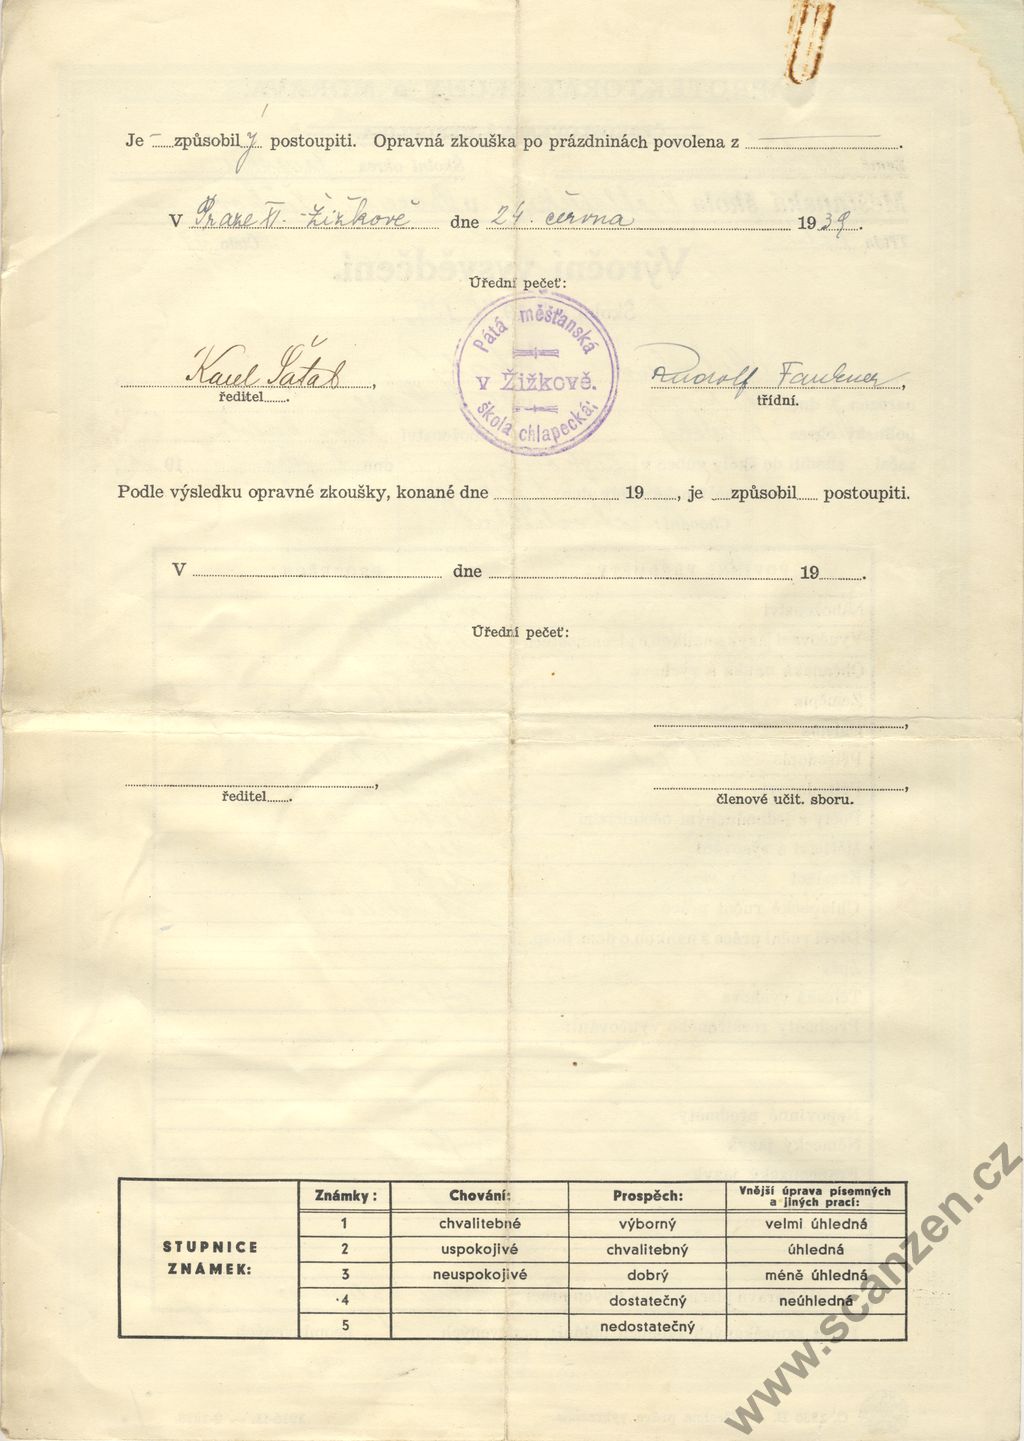 Je – způsobilý postoupiti. Opravná zkouška po prázdninách povolena z — .
V Praze XI.-Žižkově dne 24. června 1939.
Úřední pečeť:
Pátá měšťanská
v Žižkově.
škola chlapecká;
Karel Šatal,
ředitel.
Rudolf Faukner,
třídní.
Podle výsledku opravné zkoušky, konané dne 19 , je způsobil postoupiti.
V dne 19 .
Úřední pečeť:
,
ředitel .
,
členové učit. sboru.
STUPNICE ZNÁMEK:
Známky: Chování: Prospěch: Vnější úprava písemných a jiných prací:
1 chvalitebné výborný velmi úhledná
2 uspokojivé chvalitebný úhledná
3 neuspokojivé dobrý méně úhledná
4 dostatečný neúhledná
5 nedostatečný
www.scanzen.cz